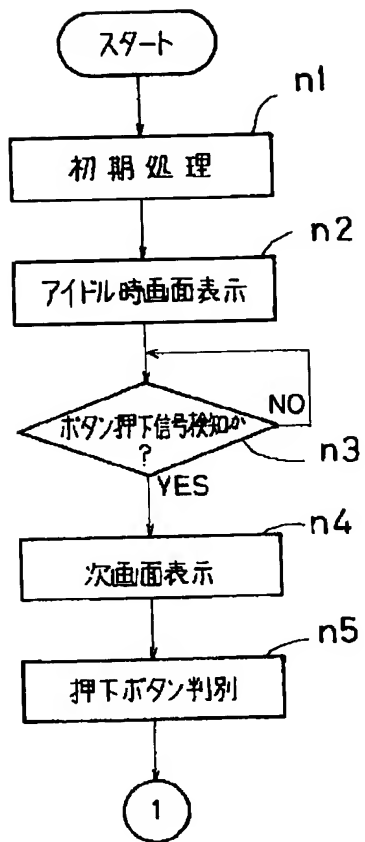 スタート
n1
初期処理
n2
アイドル時画面表示
NO
ボタン押下信号検知か
?
n3
YES
n4
次画面表示
n5
押下ボタン判別
1